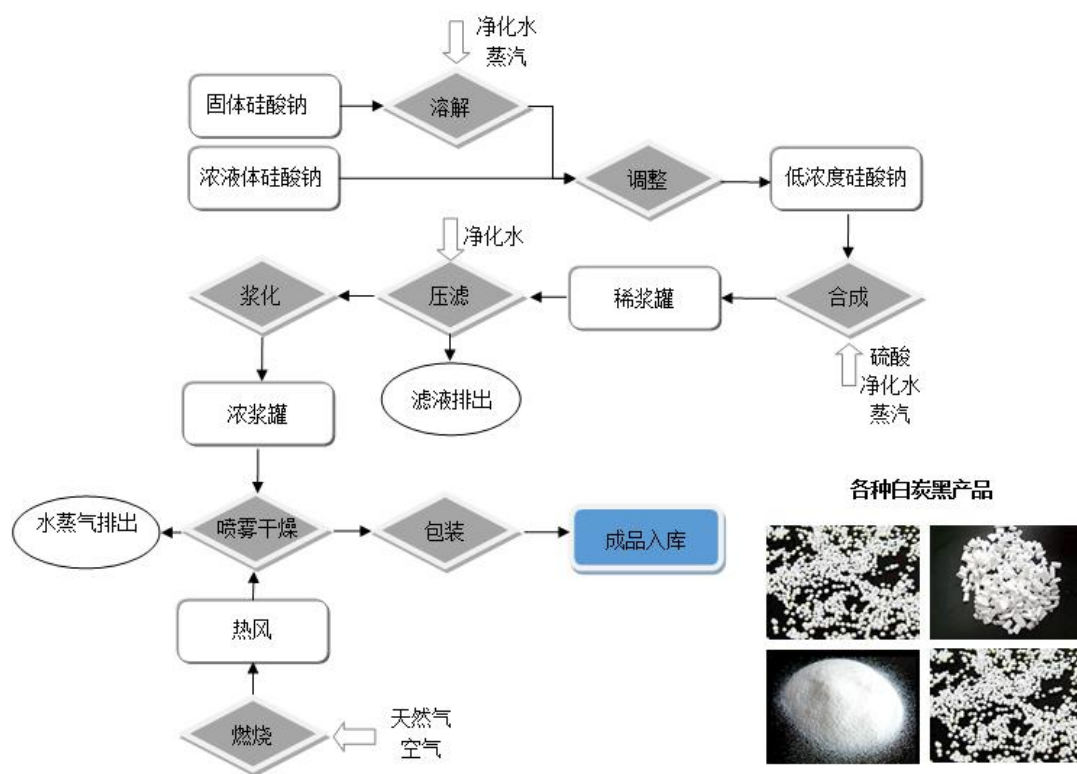 净化水
蒸汽
固体硅酸钠
溶解
浓液体硅酸钠
调整
低浓度硅酸钠
净化水
浆化
压滤
稀浆罐
合成
硫酸
净化水
蒸汽
滤液排出
浓浆罐
各种白炭黑产品
水蒸气排出
喷雾干燥
包装
成品入库
热风
天然气
空气
燃烧